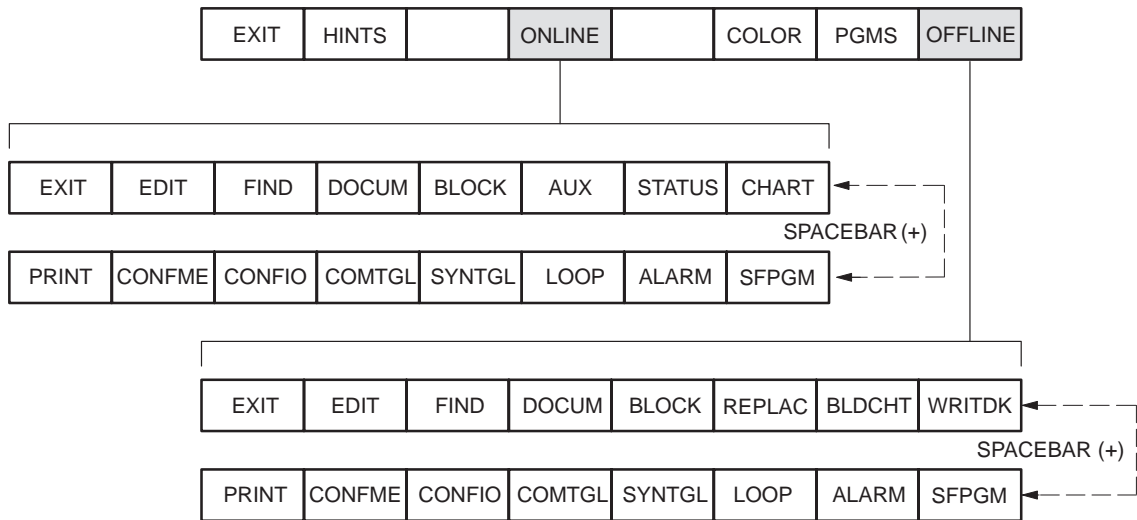 EXIT HINTS ONLINE COLOR PGMS OFFLINE
EXIT EDIT FIND DOCUM BLOCK AUX STATUS CHART
SPACEBAR (+)
PRINT CONFME CONFIO COMTGL SYNTGL LOOP ALARM SFPGM
EXIT EDIT FIND DOCUM BLOCK REPLAC BLDCHT WRITDK
SPACEBAR (+)
PRINT CONFME CONFIO COMTGL SYNTGL LOOP ALARM SFPGM